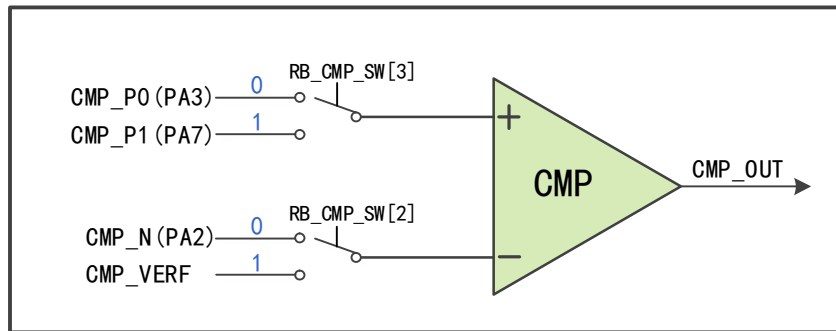 RB_CMP_SW[3]
CMP_P0(PA3) 0
CMP_P1(PA7) 1
+
CMP
CMP_OUT
RB_CMP_SW[2]
CMP_N(PA2) 0
CMP_VERF 1
−